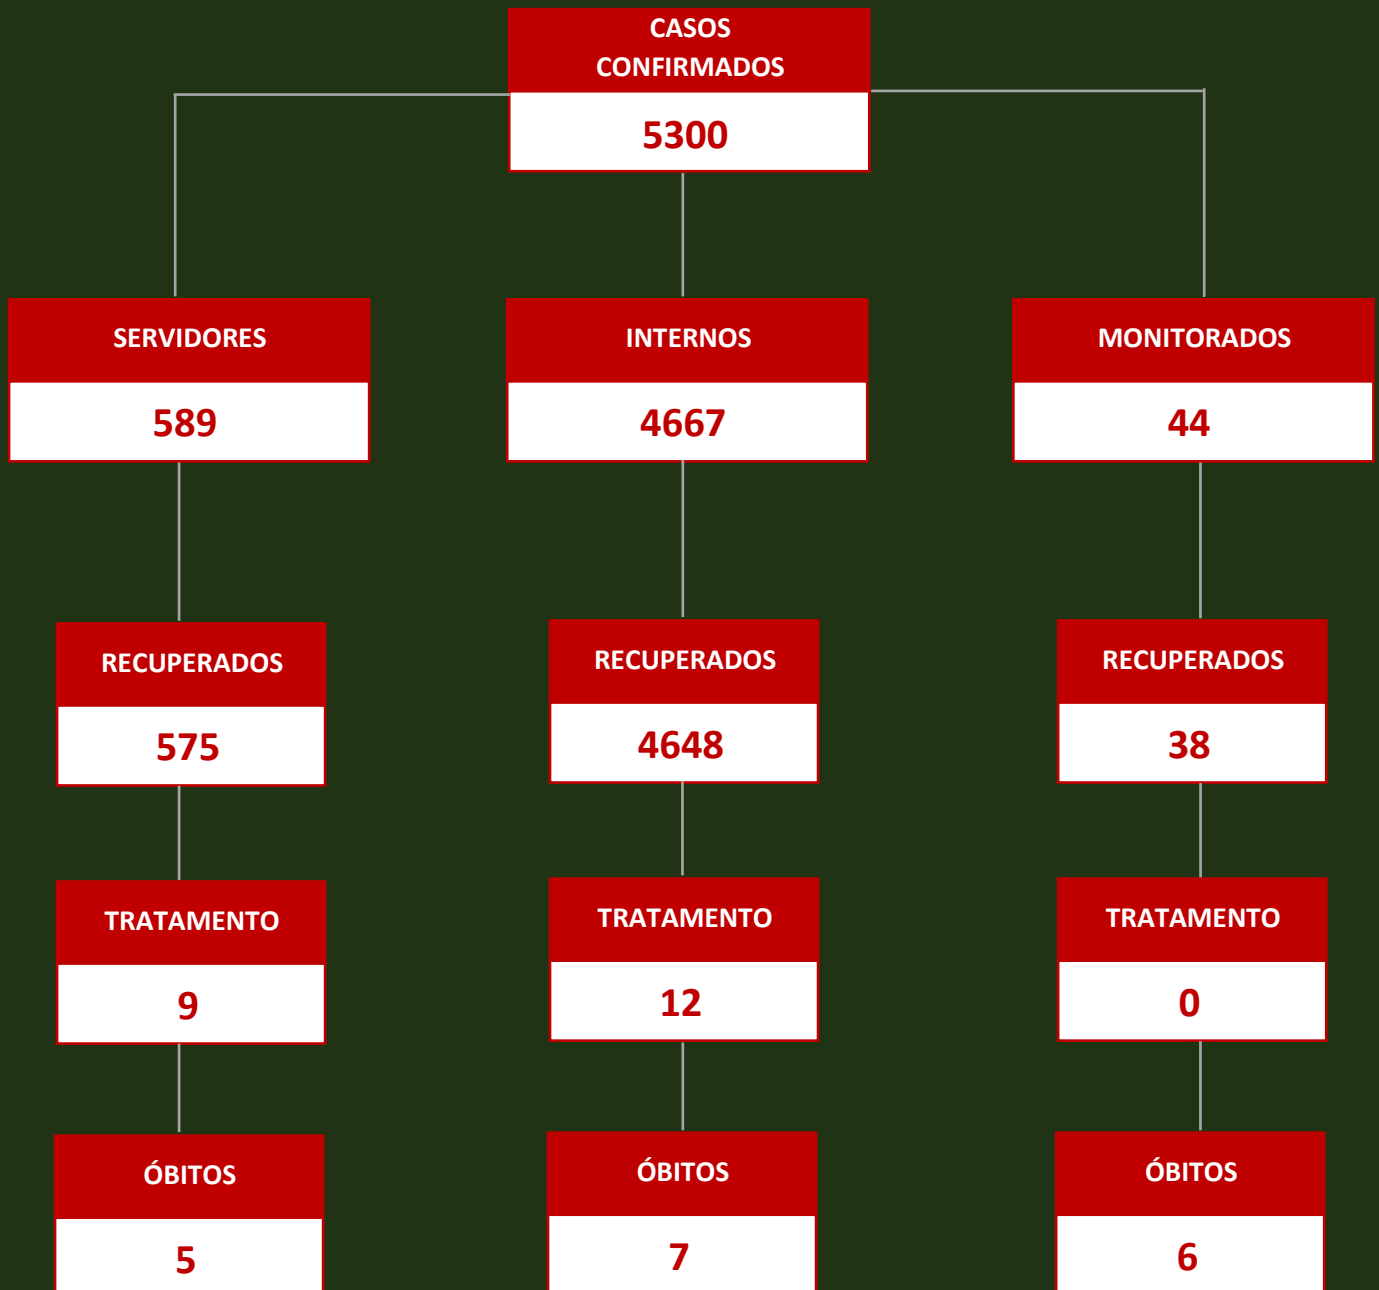 CASOS
CONFIRMADOS
5300
SERVIDORES
589
INTERNOS
4667
MONITORADOS
44
RECUPERADOS
575
RECUPERADOS
4648
RECUPERADOS
38
TRATAMENTO
9
TRATAMENTO
12
TRATAMENTO
0
ÓBITOS
5
ÓBITOS
7
ÓBITOS
6